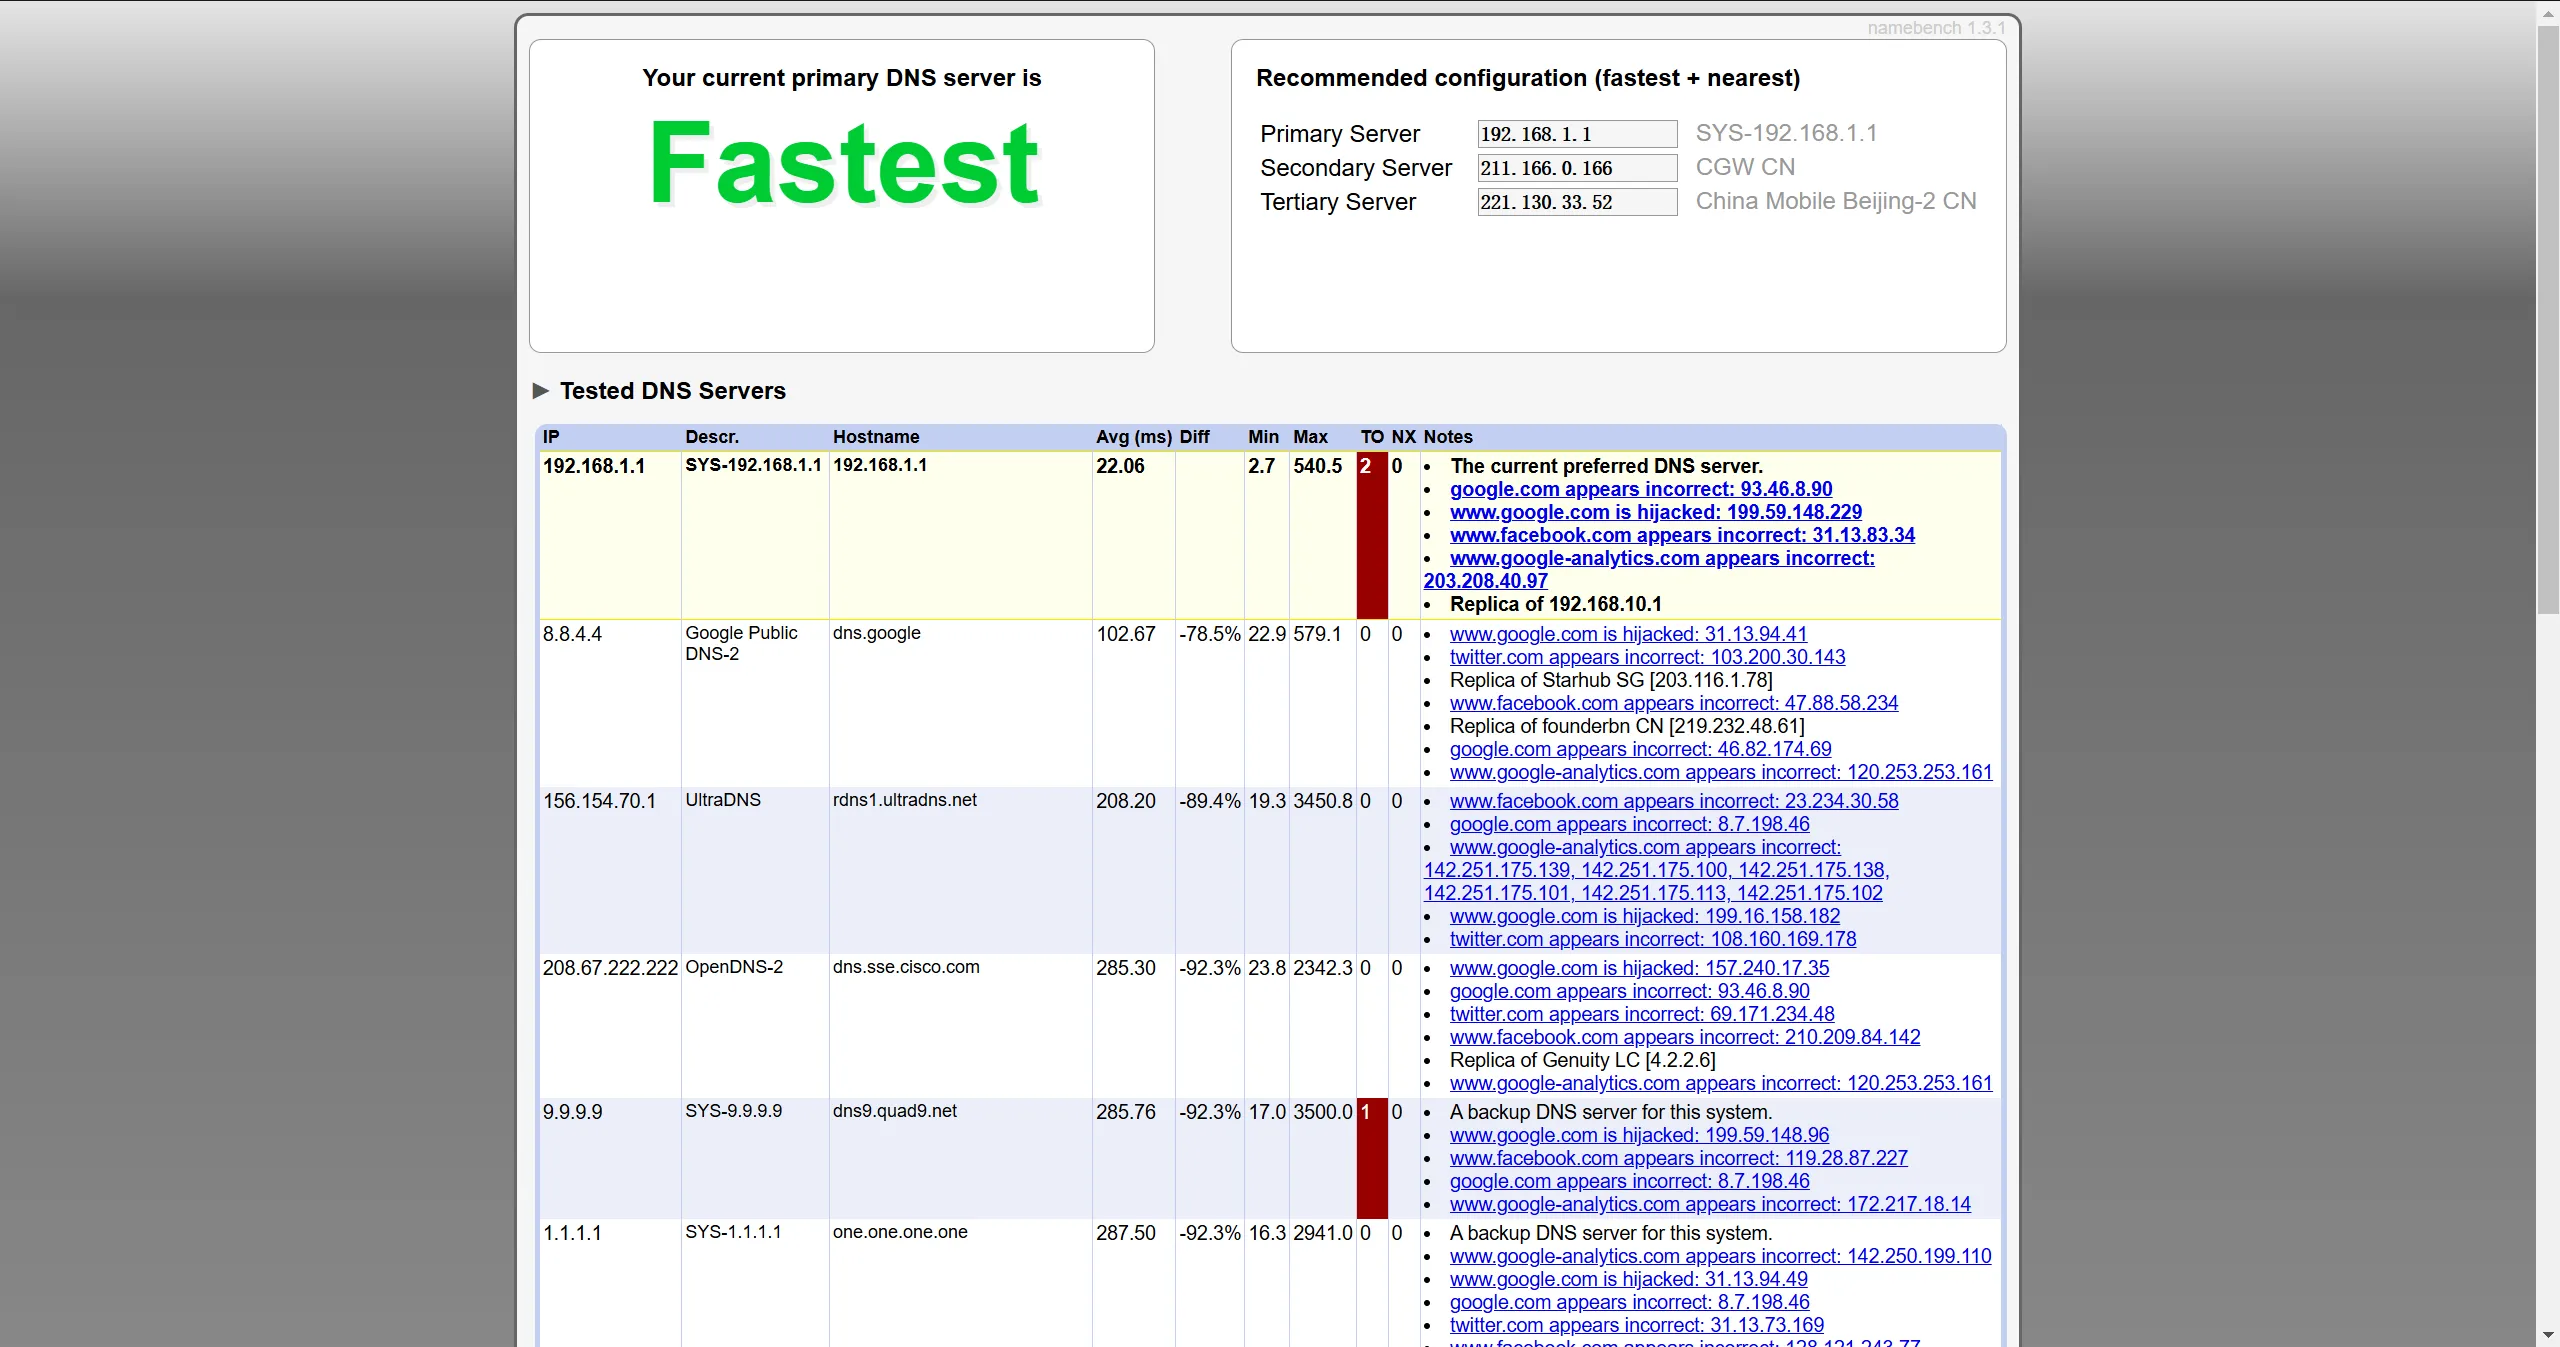 namebench 1.3.1
Your current primary DNS server is
Fastest
Recommended configuration (fastest + nearest)
Primary Server 192.168.1.1 SYS-192.168.1.1
Secondary Server 211.166.0.166 CGW CN
Tertiary Server 221.130.33.52 China Mobile Beijing-2 CN
▶ Tested DNS Servers
IP Descr. Hostname Avg (ms) Diff Min Max TO NX Notes
192.168.1.1 SYS-192.168.1.1 192.168.1.1 22.06 2.7 540.5 2 0 • The current preferred DNS server.
• google.com appears incorrect: 93.46.8.90
• www.google.com is hijacked: 199.59.148.229
• www.facebook.com appears incorrect: 31.13.83.34
• www.google-analytics.com appears incorrect:
203.208.40.97
• Replica of 192.168.10.1
8.8.4.4 Google Public dns.google 102.67 -78.5% 22.9 579.1 0 0 • www.google.com is hijacked: 31.13.94.41
DNS-2 • twitter.com appears incorrect: 103.200.30.143
• Replica of Starhub SG [203.116.1.78]
• www.facebook.com appears incorrect: 47.88.58.234
• Replica of founderbn CN [219.232.48.61]
• google.com appears incorrect: 46.82.174.69
• www.google-analytics.com appears incorrect: 120.253.253.161
156.154.70.1 UltraDNS rdns1.ultradns.net 208.20 -89.4% 19.3 3450.8 0 0 • www.facebook.com appears incorrect: 23.234.30.58
• google.com appears incorrect: 8.7.198.46
• www.google-analytics.com appears incorrect:
142.251.175.139, 142.251.175.100, 142.251.175.138,
142.251.175.101, 142.251.175.113, 142.251.175.102
• www.google.com is hijacked: 199.16.158.182
• twitter.com appears incorrect: 108.160.169.178
208.67.222.222 OpenDNS-2 dns.sse.cisco.com 285.30 -92.3% 23.8 2342.3 0 0 • www.google.com is hijacked: 157.240.17.35
• google.com appears incorrect: 93.46.8.90
• twitter.com appears incorrect: 69.171.234.48
• www.facebook.com appears incorrect: 210.209.84.142
• Replica of Genuity LC [4.2.2.6]
• www.google-analytics.com appears incorrect: 120.253.253.161
9.9.9.9 SYS-9.9.9.9 dns9.quad9.net 285.76 -92.3% 17.0 3500.0 1 0 • A backup DNS server for this system.
• www.google.com is hijacked: 199.59.148.96
• www.facebook.com appears incorrect: 119.28.87.227
• google.com appears incorrect: 8.7.198.46
• www.google-analytics.com appears incorrect: 172.217.18.14
1.1.1.1 SYS-1.1.1.1 one.one.one.one 287.50 -92.3% 16.3 2941.0 0 0 • A backup DNS server for this system.
• www.google-analytics.com appears incorrect: 142.250.199.110
• www.google.com is hijacked: 31.13.94.49
• google.com appears incorrect: 8.7.198.46
• twitter.com appears incorrect: 31.13.73.169
• www.facebook.com appears incorrect: